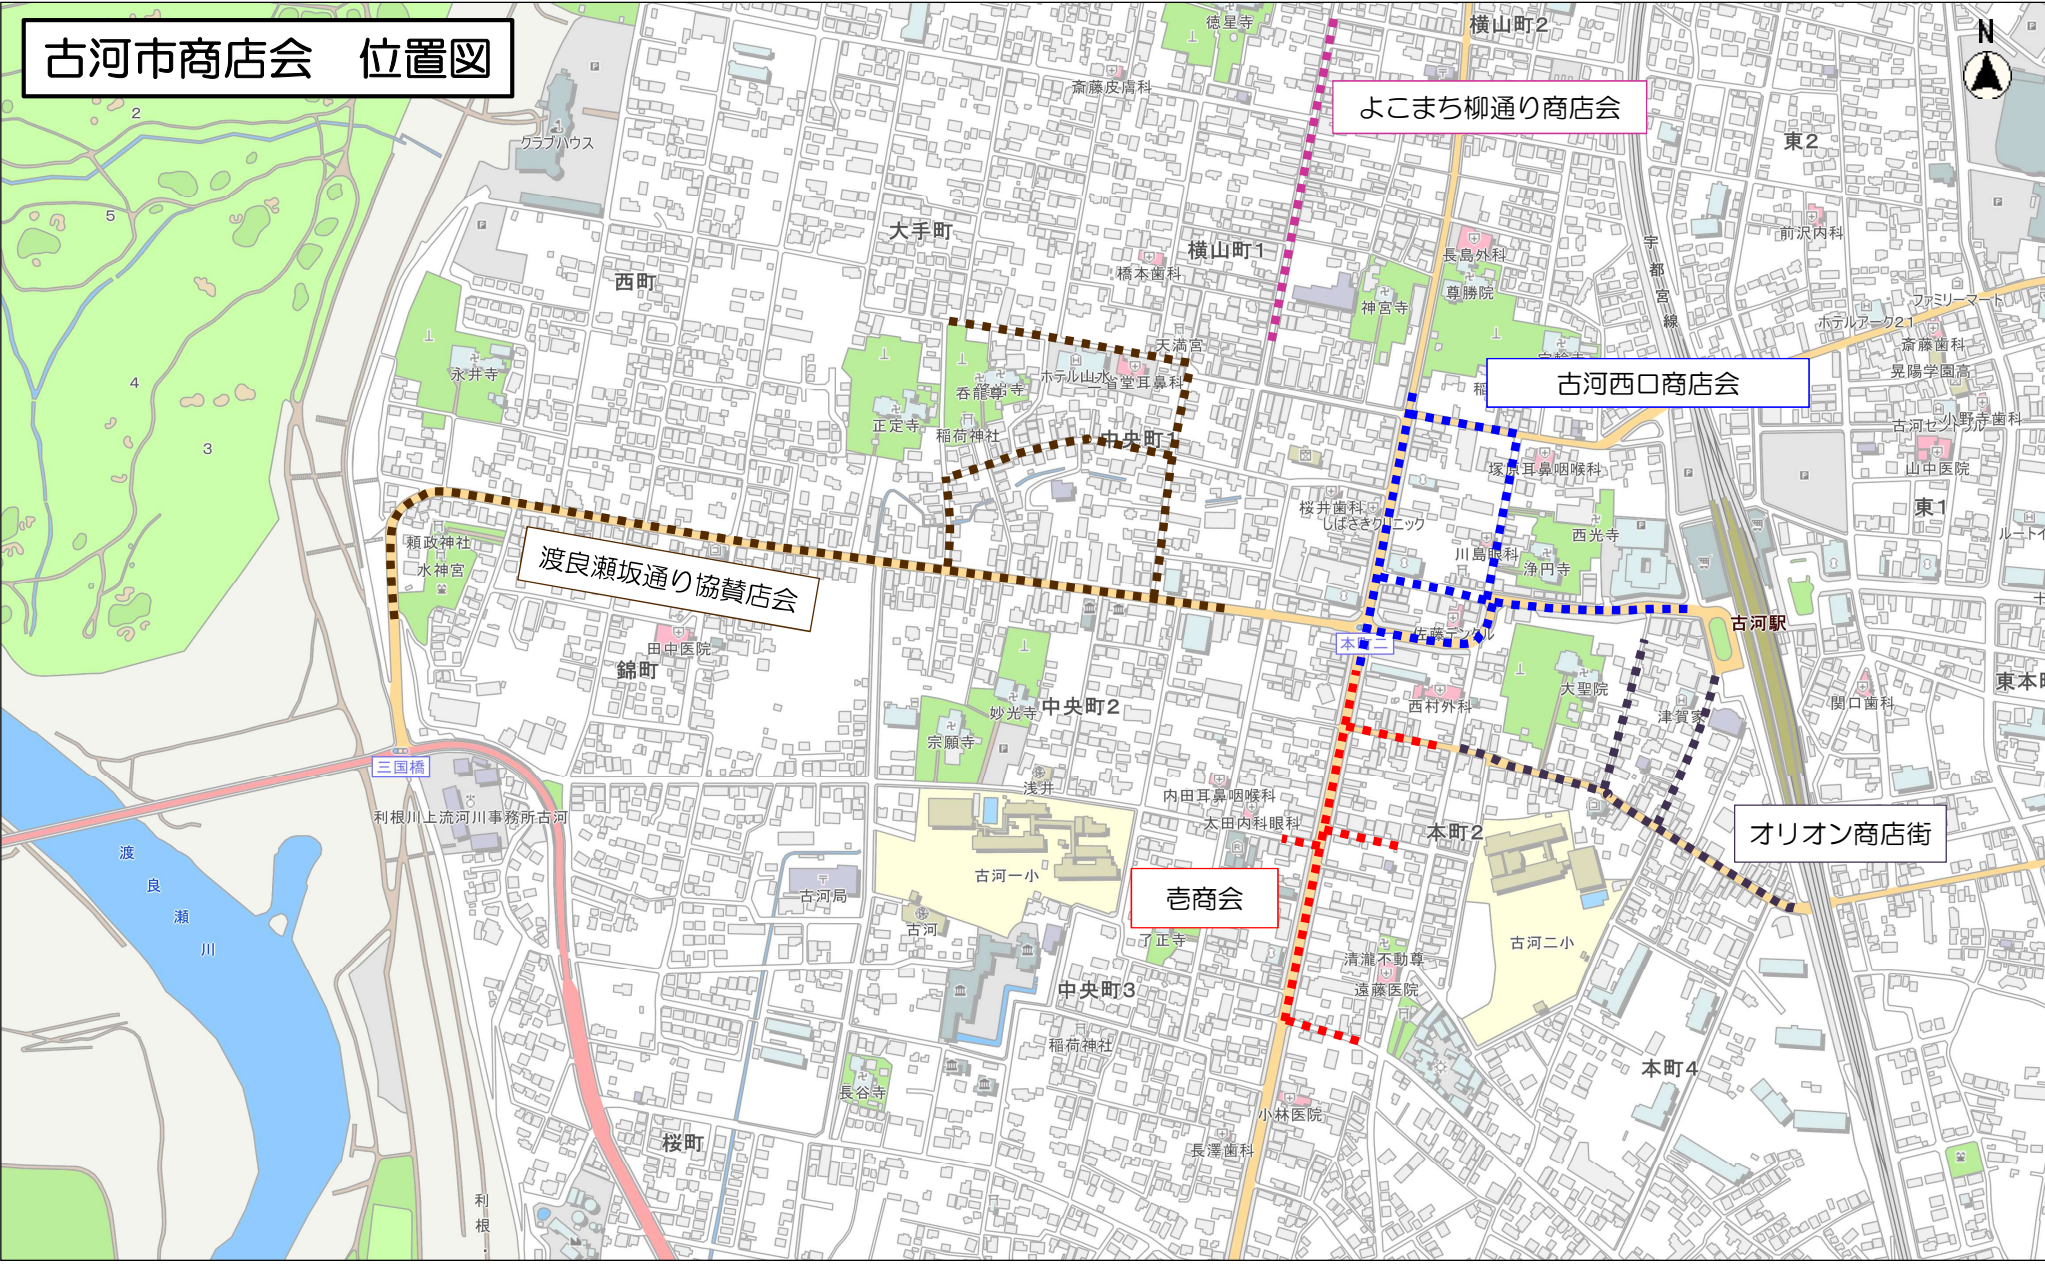 古河市商店会　位置図
N
徳星寺
横山町2
斎藤皮膚科
よこまち柳通り商店会
クラブハウス
東2
2
5
4
3
大手町
横山町1
西町
橋本歯科
長島外科
尊勝院
神宮寺
前沢内科
宇都宮線
ファミリーマート
ホテルアーク21
斎藤歯科
晃陽学園高
小野寺歯科
古河セントラル
山中医院
東1
ルートイ
天満宮
永井寺
ホテル山水
呑龍尊
正定寺
稲荷神社
中央町1
古河西口商店会
塚原耳鼻咽喉科
桜井歯科
しばさきクリニック
西光寺
川島眼科
浄円寺
頼政神社
水神宮
渡良瀬坂通り協賛店会
田中医院
錦町
佐藤デンタル
古河駅
大聖院
西村外科
津賀家
関口歯科
東本町
妙光寺
中央町2
宗願寺
三国橋
浅井
利根川上流河川事務所古河
内田耳鼻咽喉科
太田内科眼科
本町2
オリオン商店街
渡良瀬川
古河局
古河一小
古河
壱商会
了正寺
古河二小
清瀧不動尊
遠藤医院
中央町3
稲荷神社
長谷寺
本町4
小林医院
長澤歯科
桜町
利根